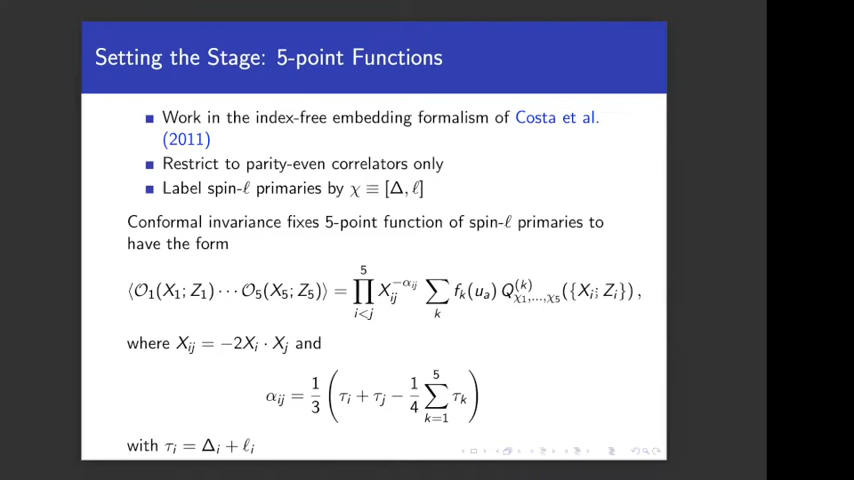 Setting the Stage: 5-point Functions
■ Work in the index-free embedding formalism of Costa et al.
(2011)
■ Restrict to parity-even correlators only
■ Label spin-ℓ primaries by χ ≡ [Δ, ℓ]
Conformal invariance fixes 5-point function of spin-ℓ primaries to
have the form
⟨𝒪₁(X₁; Z₁) ⋯ 𝒪₅(X₅; Z₅)⟩ = ∏_{i<j}^{5} X_{ij}^{−α_{ij}} ∑_k f_k(u_a) Q^{(k)}_{χ₁,…,χ₅}({X_i; Z_i}) ,
where X_{ij} = −2X_i · X_j and
α_{ij} = 1/3 (τ_i + τ_j − 1/4 ∑_{k=1}^{5} τ_k)
with τ_i = Δ_i + ℓ_i